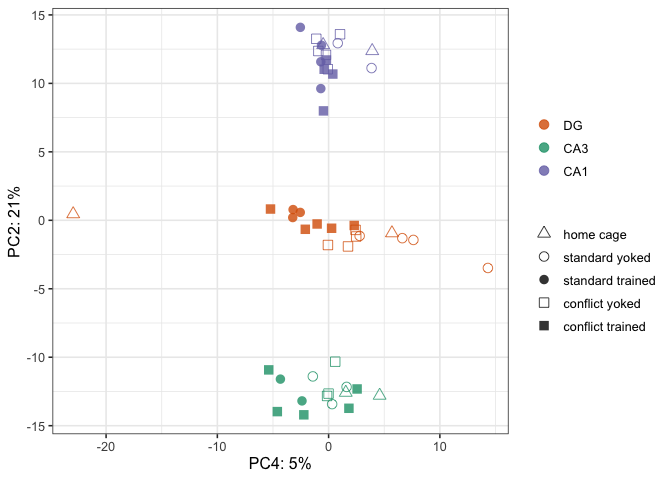 15
10
5
0
-5
-10
-15
PC2: 21%
-20
-10
0
10
PC4: 5%
DG
CA3
CA1
home cage
standard yoked
standard trained
conflict yoked
conflict trained